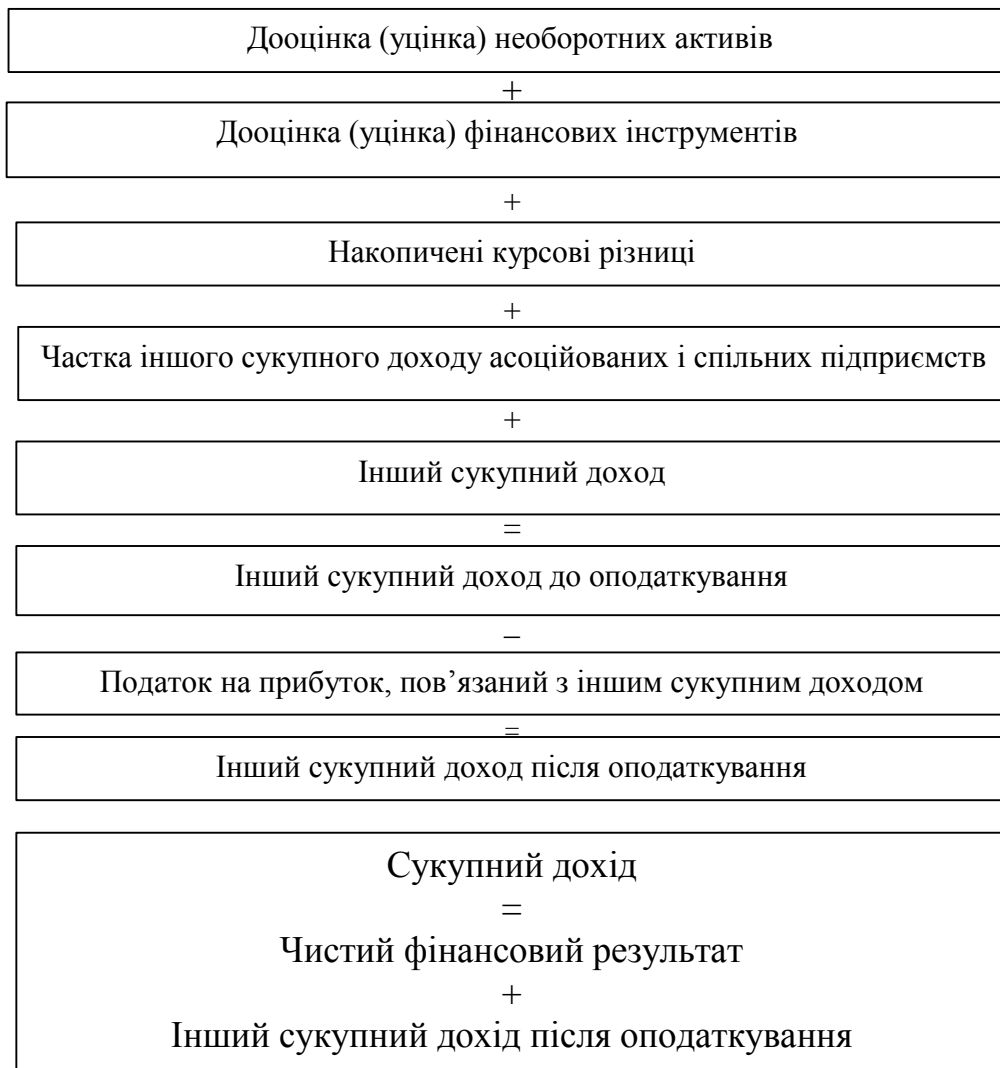 Дооцінка (уцінка) необоротних активів
+
Дооцінка (уцінка) фінансових інструментів
+
Накопичені курсові різниці
+
Частка іншого сукупного доходу асоційованих і спільних підприємств
+
Інший сукупний доход
=
Інший сукупний доход до оподаткування
–
Податок на прибуток, пов’язаний з іншим сукупним доходом
=
Інший сукупний доход після оподаткування
Сукупний дохід
=
Чистий фінансовий результат
+
Інший сукупний дохід після оподаткування